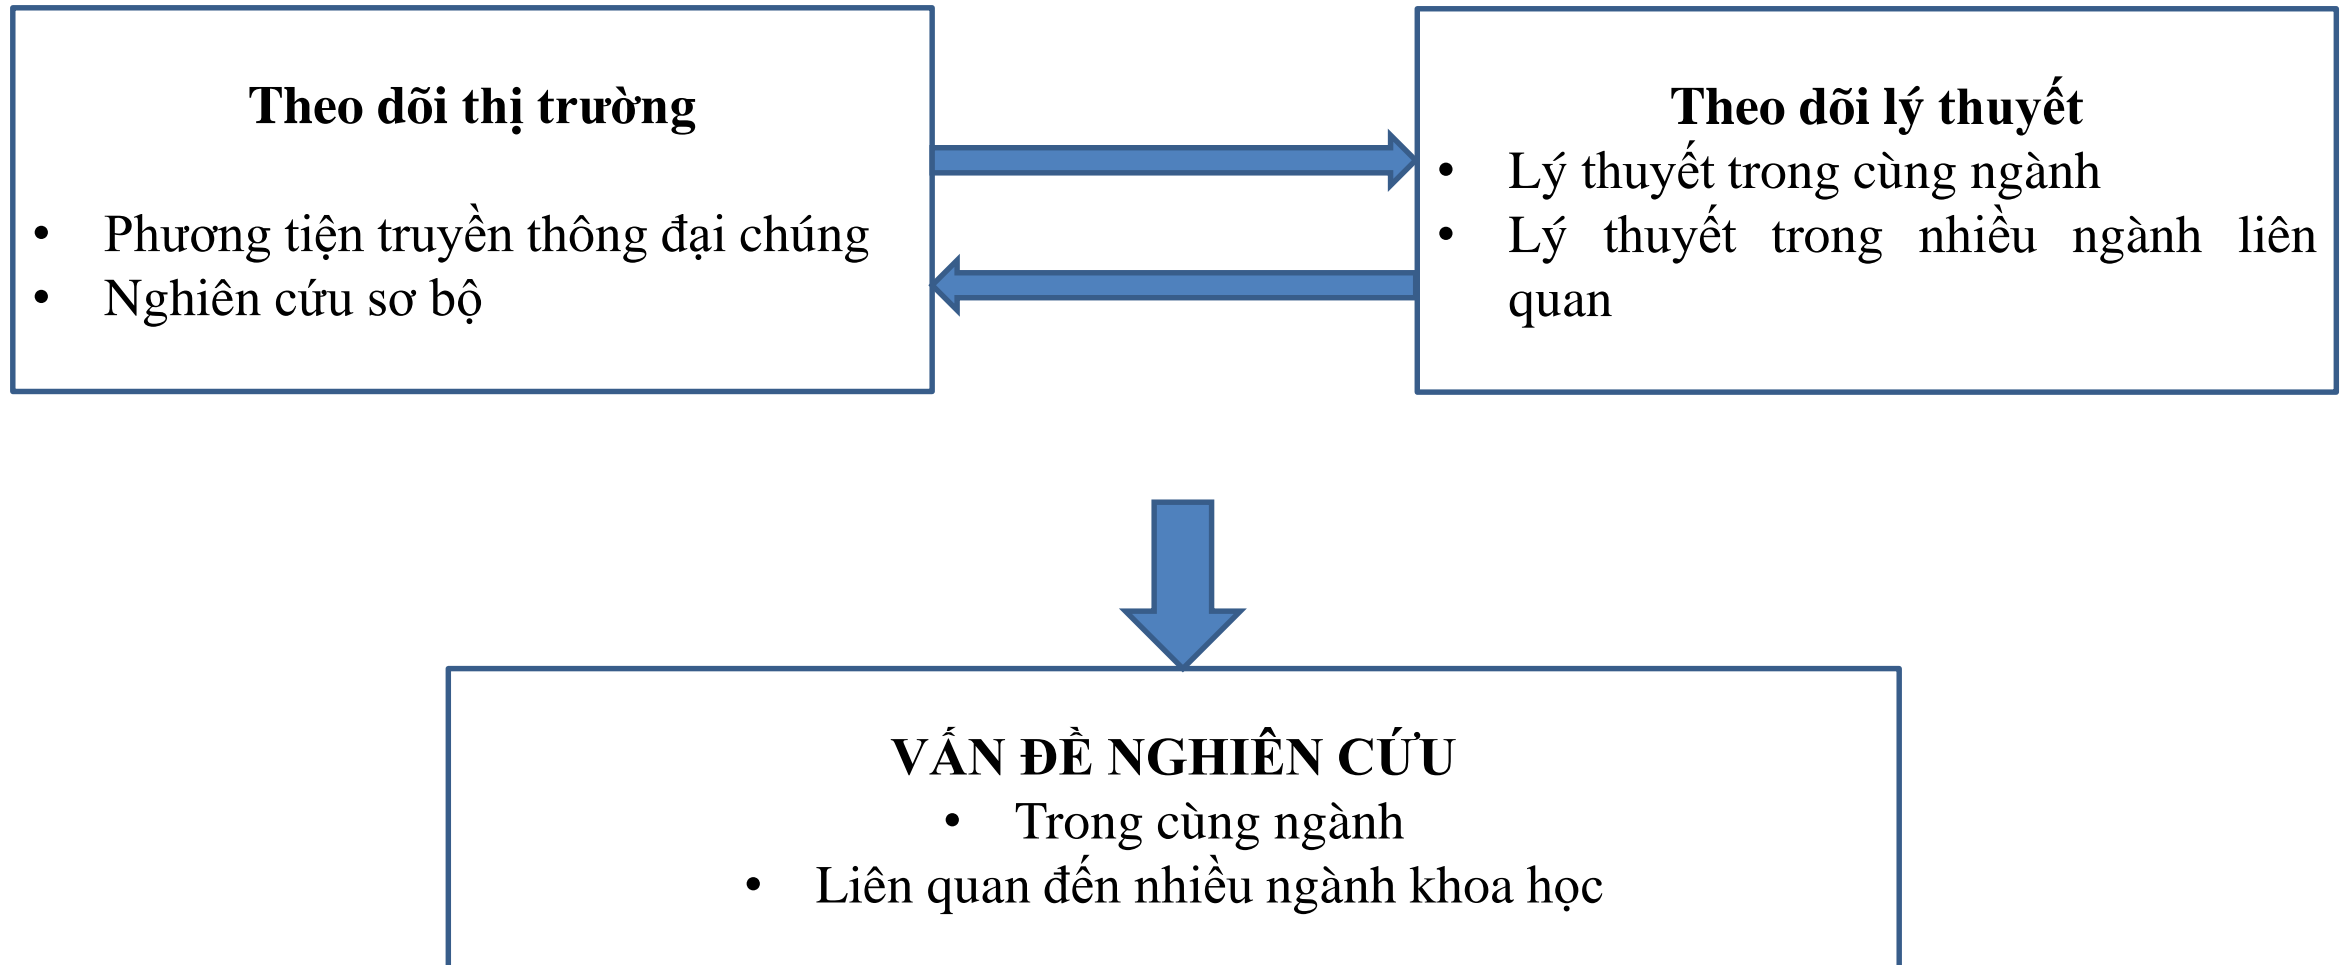 Theo dõi thị trường
• Phương tiện truyền thông đại chúng
• Nghiên cứu sơ bộ
Theo dõi lý thuyết
• Lý thuyết trong cùng ngành
• Lý thuyết trong nhiều ngành liên
quan
VẤN ĐỀ NGHIÊN CỨU
• Trong cùng ngành
• Liên quan đến nhiều ngành khoa học